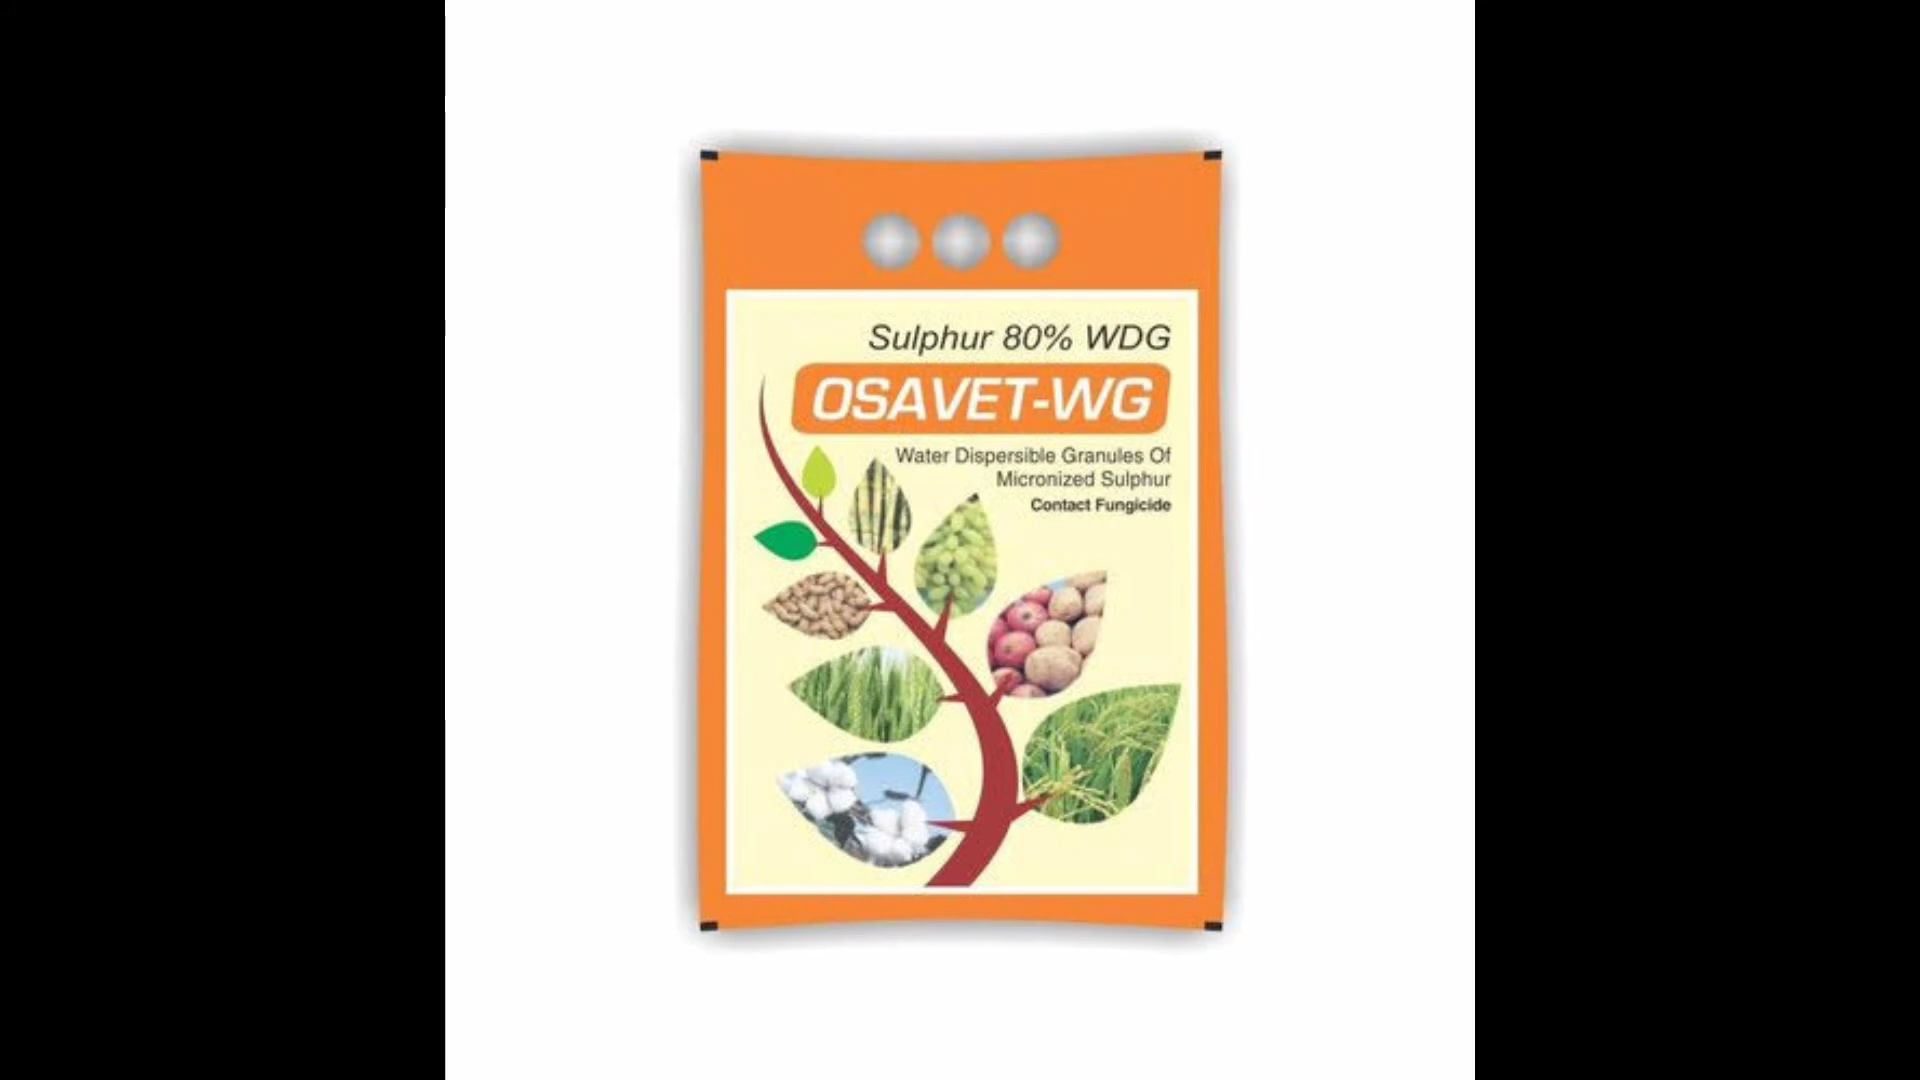 Sulphur 80% WDG
OSAVET-WG
Water Dispersible Granules Of
Micronized Sulphur
Contact Fungicide